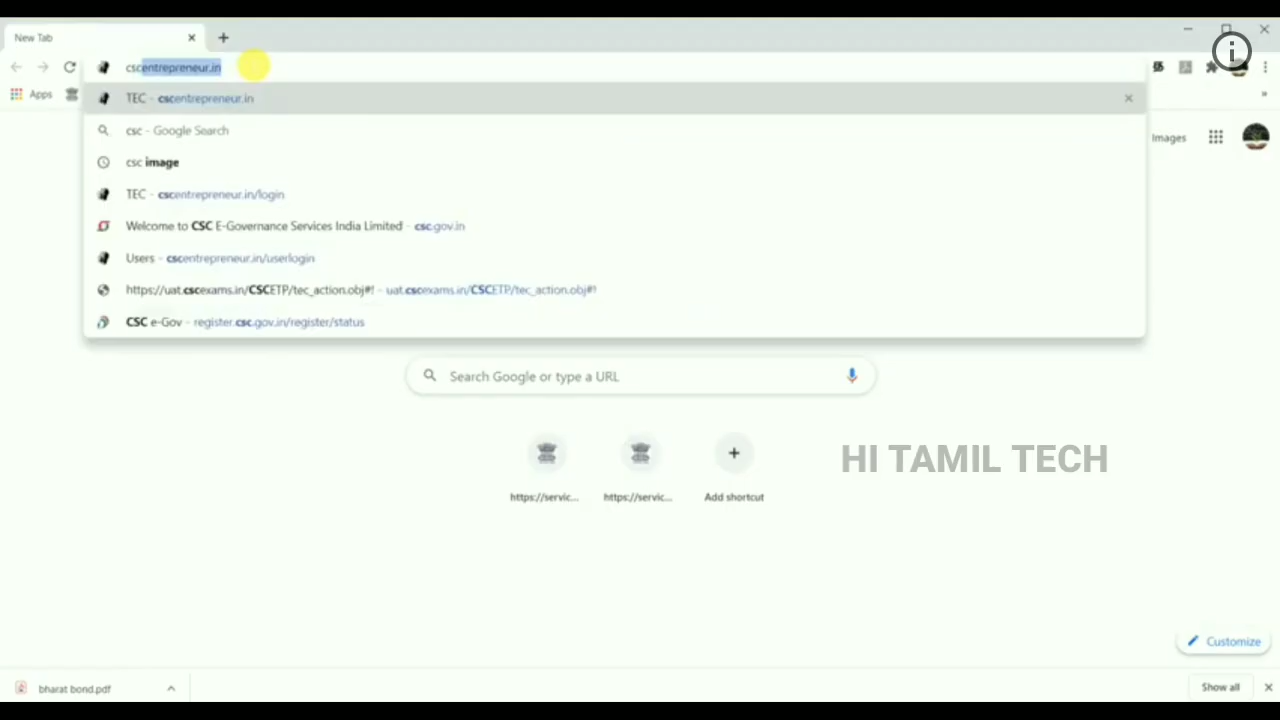 New Tab
cscentrepreneur.in
Apps
TEC - cscentrepreneur.in
csc - Google Search
Images
csc image
TEC - cscentrepreneur.in/login
Welcome to CSC E-Governance Services India Limited - csc.gov.in
Users - cscentrepreneur.in/userlogin
https://uat.cscexams.in/CSCETP/tec_action.obj#! - uat.cscexams.in/CSCETP/tec_action.obj#!
CSC e-Gov - register.csc.gov.in/register/status
Search Google or type a URL
HI TAMIL TECH
https://servic...
https://servic...
Add shortcut
Customize
bharat bond.pdf
Show all